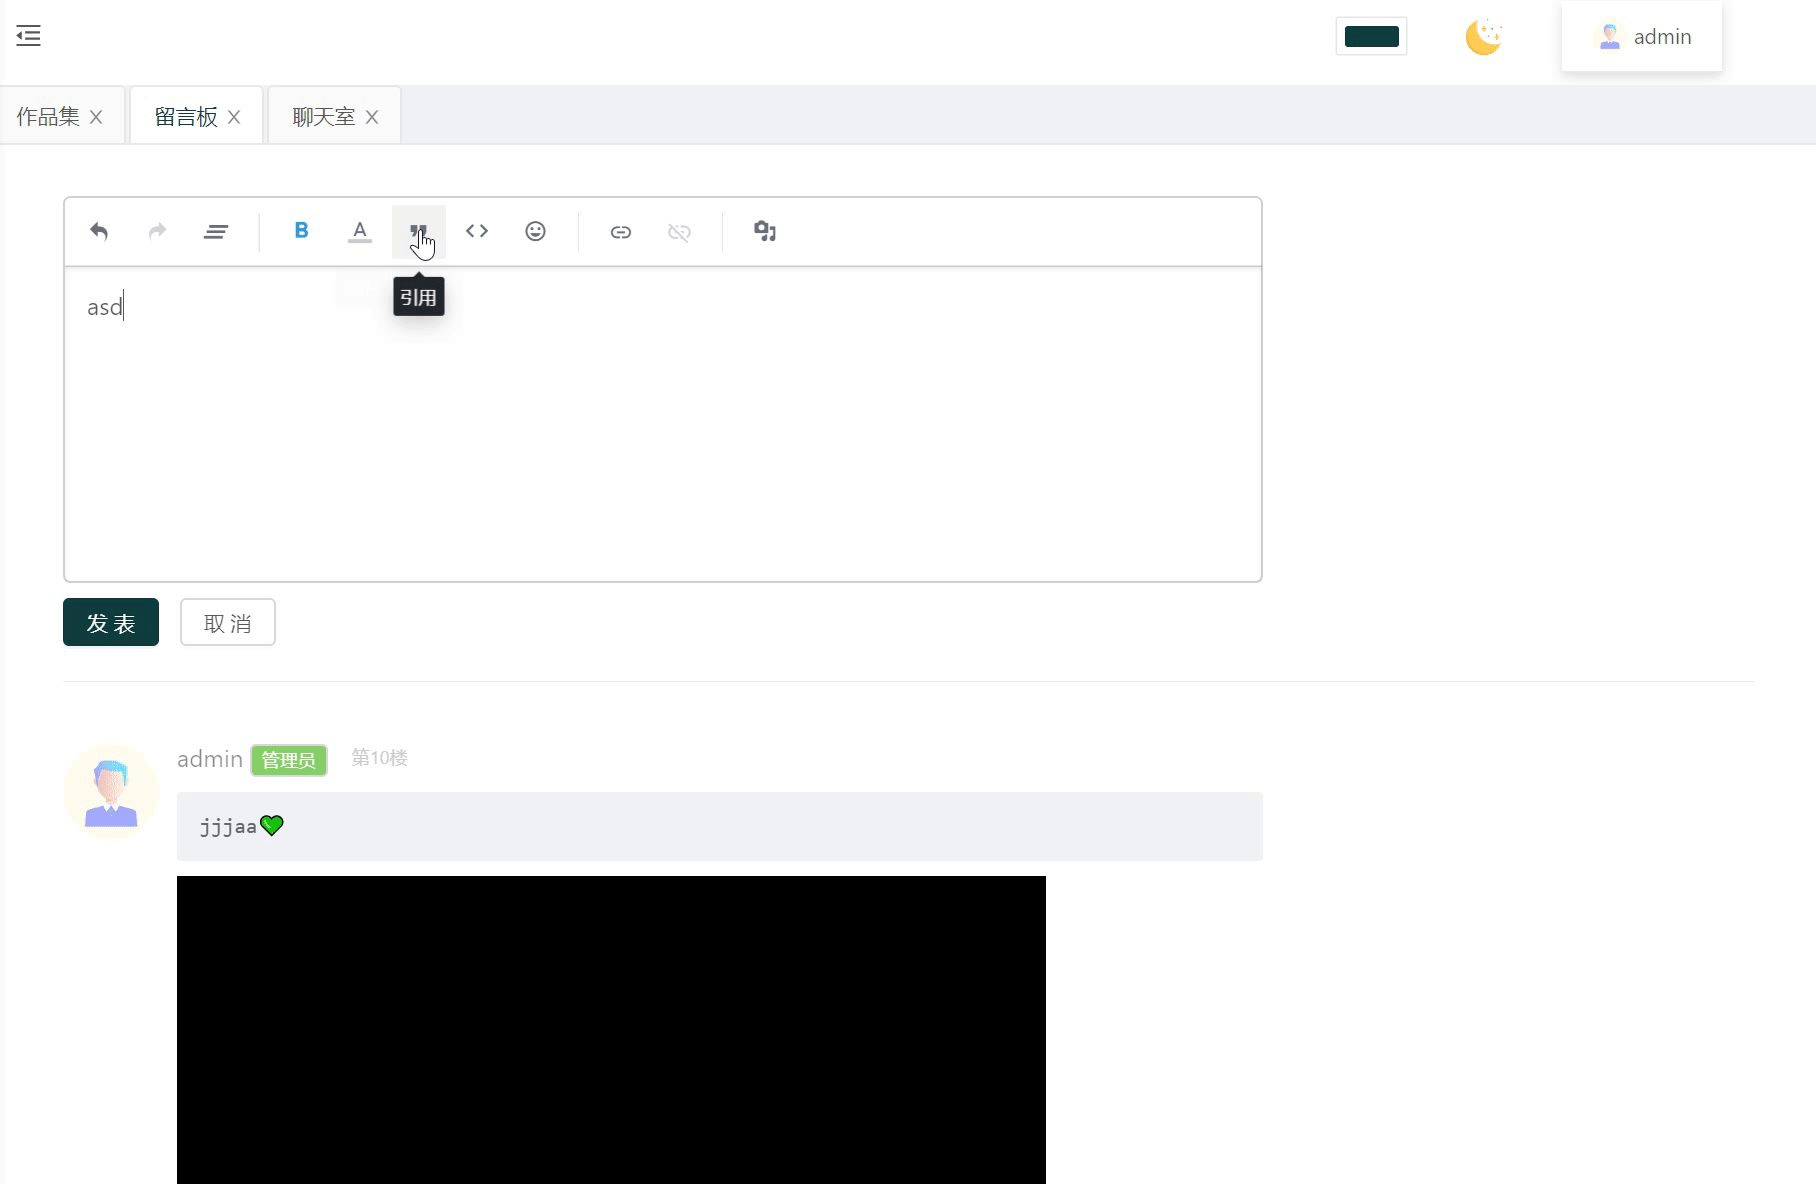 admin
作品集 X
留言板 X
聊天室 X
B A
引用
asd
发表 取消
admin 管理员 第10楼
jjjaa💚